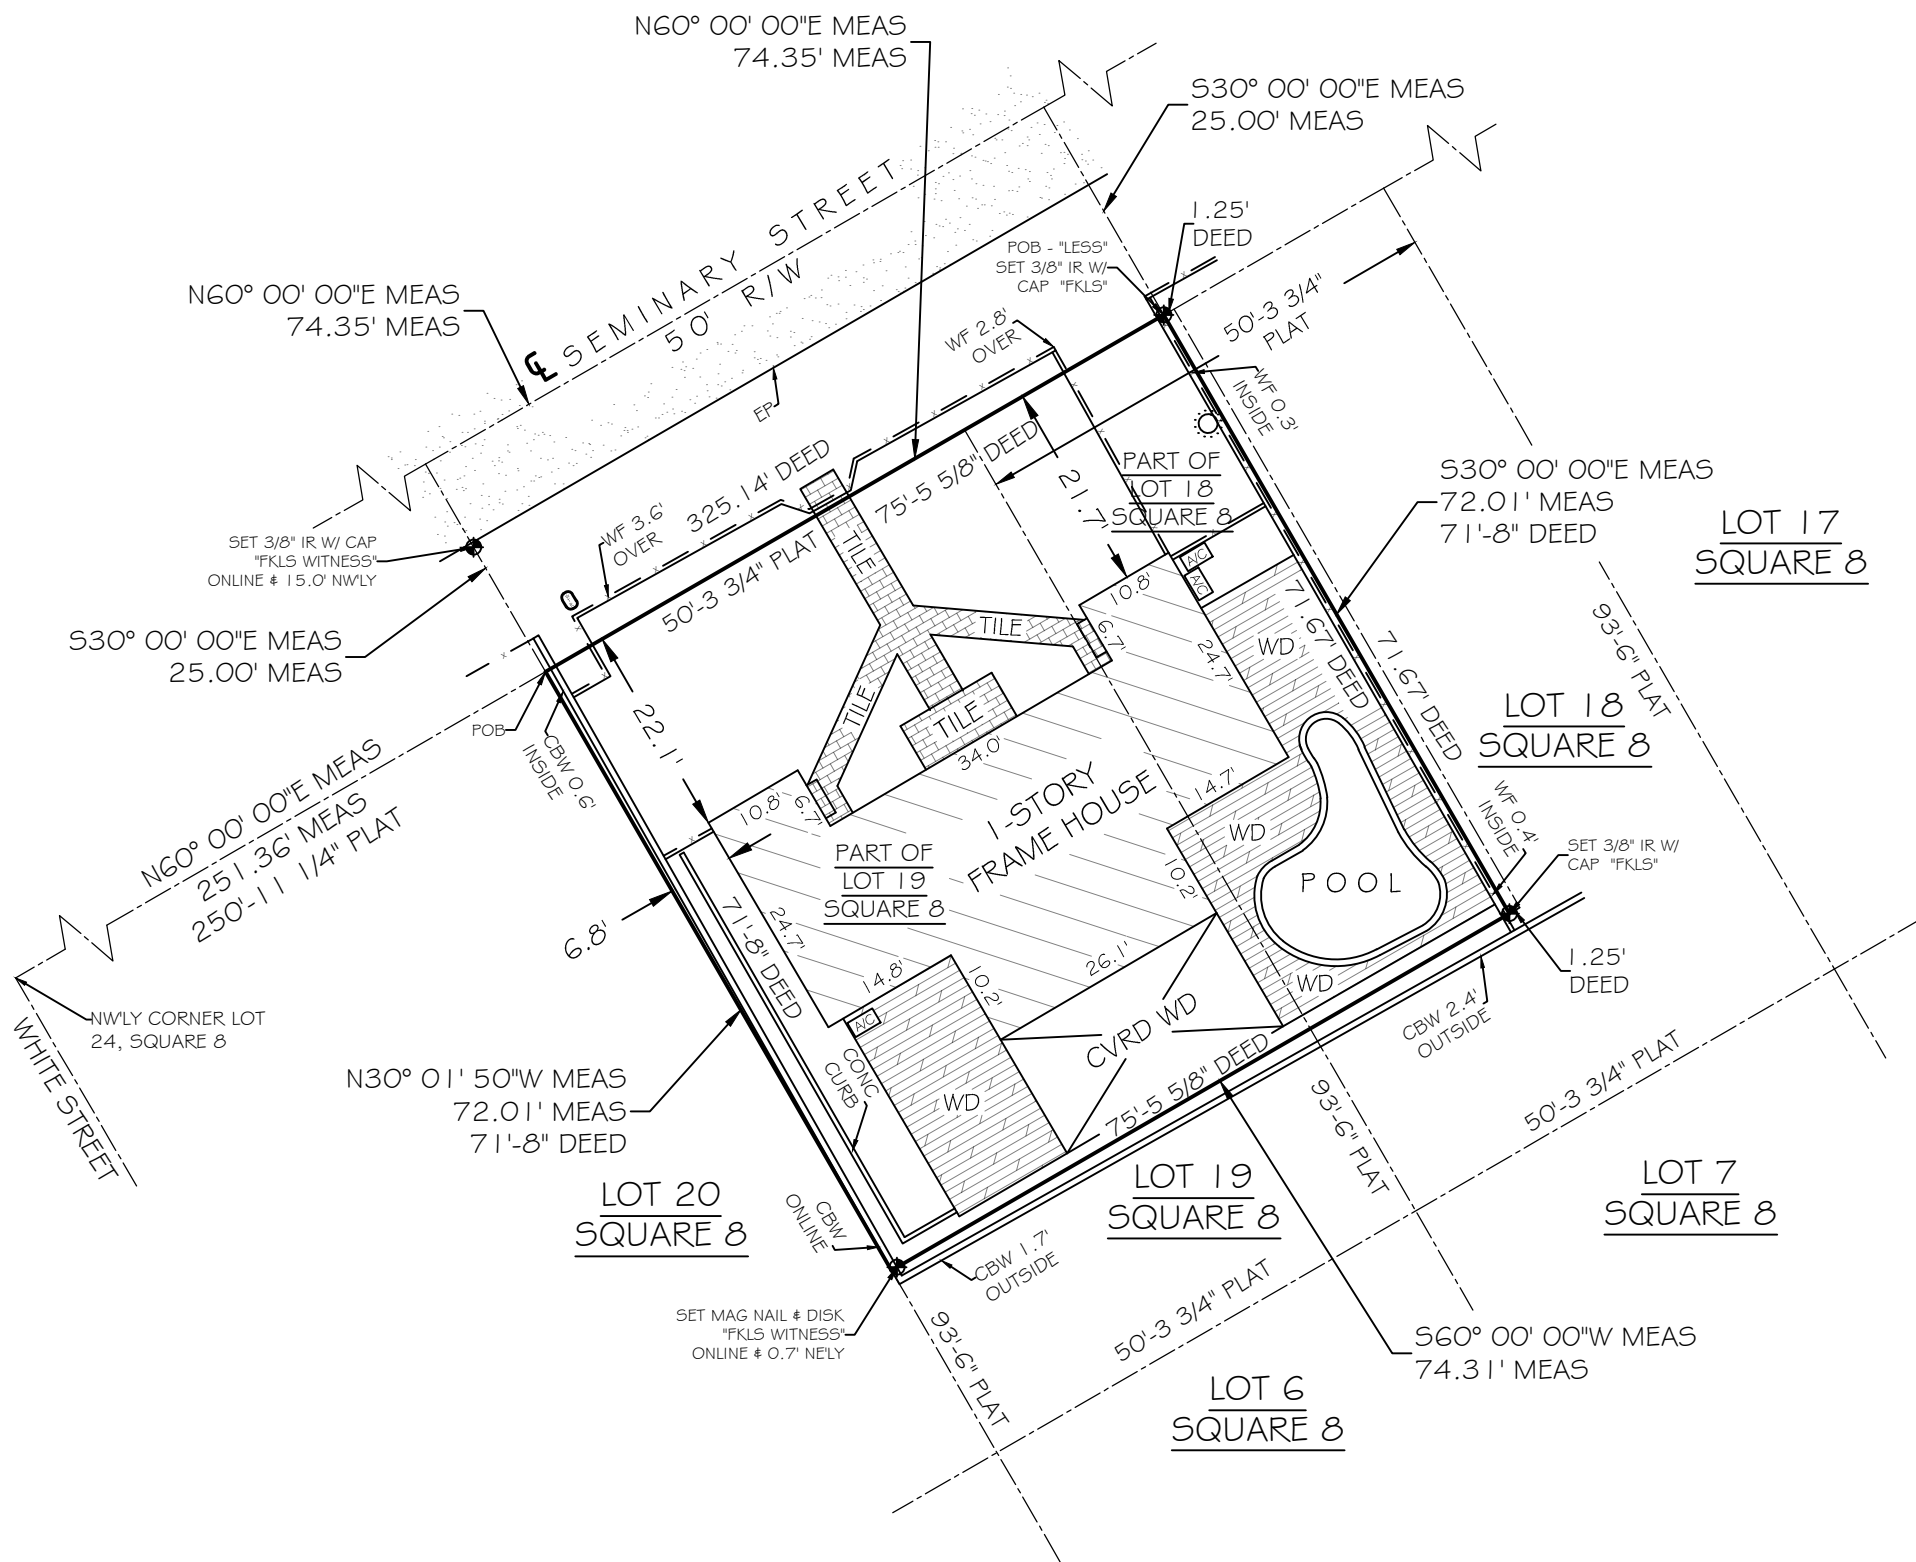 N60° 00' 00"E MEAS
74.35' MEAS
S30° 00' 00"E MEAS
25.00' MEAS
1.25'
DEED
POB - "LESS"
SET 3/8" IR W/
CAP "FKLS"
50'-3 3/4"
PLAT
SEMINARY STREET
50' R/W
N60° 00' 00"E MEAS
74.35' MEAS
WF 2.8'
OVER
EP
WF 0.3'
INSIDE
325.14' DEED
75'-5 5/8" DEED
21.7'
PART OF
LOT 18
SQUARE 8
S30° 00' 00"E MEAS
72.01' MEAS
71'-8" DEED
LOT 17
SQUARE 8
SET 3/8" IR W/ CAP
"FKLS WITNESS"
ONLINE & 15.0' NW'LY
WF 3.6'
OVER
50'-3 3/4" PLAT
TILE
A/C
A/C
10.8'
S30° 00' 00"E MEAS
25.00' MEAS
TILE
6.7'
24.7'
WD
71.67' DEED
71.67' DEED
93'-6" PLAT
POB
CBW 0.6'
INSIDE
22.1'
TILE
TILE
34.0'
LOT 18
SQUARE 8
N60° 00' 00"E MEAS
251.36' MEAS
250'-11 1/4" PLAT
10.8'
6.7'
1-STORY
FRAME HOUSE
14.7'
WD
10.2'
POOL
WF 0.4'
INSIDE
SET 3/8" IR W/
CAP "FKLS"
PART OF
LOT 19
SQUARE 8
6.8'
71'-8" DEED
24.7'
14.8'
10.2'
26.1'
WD
1.25'
DEED
NW'LY CORNER LOT
24, SQUARE 8
WHITE STREET
A/C
CONC
CURB
CVRD WD
CBW 2.4'
OUTSIDE
N30° 01' 50"W MEAS
72.01' MEAS
71'-8" DEED
WD
75'-5 5/8" DEED
93'-6" PLAT
50'-3 3/4" PLAT
LOT 20
SQUARE 8
CBW
ONLINE
LOT 19
SQUARE 8
LOT 7
SQUARE 8
CBW 1.7'
OUTSIDE
SET MAG NAIL & DISK
"FKLS WITNESS"
ONLINE & 0.7' NE'LY
93'-6" PLAT
50'-3 3/4" PLAT
S60° 00' 00"W MEAS
74.31' MEAS
LOT 6
SQUARE 8